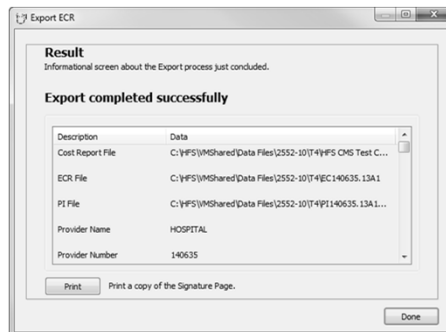 Export ECR
Result
Informational screen about the Export process just concluded.
Export completed successfully
Description Data
Cost Report File C:\HFS\VMShared\Data Files\2552-10\T4\HFS CMS Test C...
ECR File C:\HFS\VMShared\Data Files\2552-10\T4\EC140635.13A1
PI File C:\HFS\VMShared\Data Files\2552-10\T4\PI140635.13A1...
Provider Name HOSPITAL
Provider Number 140635
Print Print a copy of the Signature Page.
Done